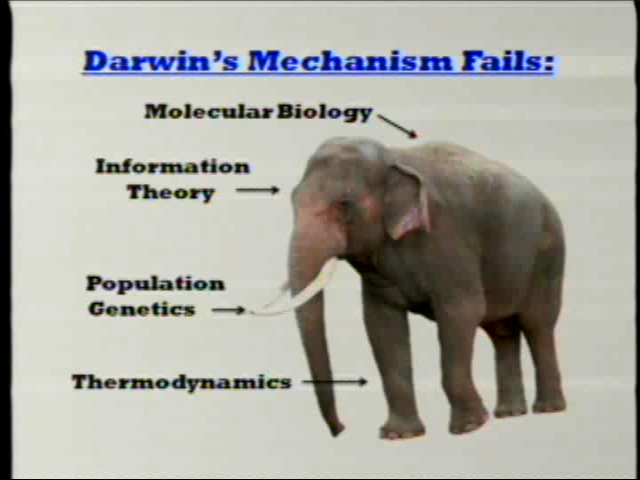 Darwin's Mechanism Fails:
Molecular Biology
Information
Theory
Population
Genetics
Thermodynamics